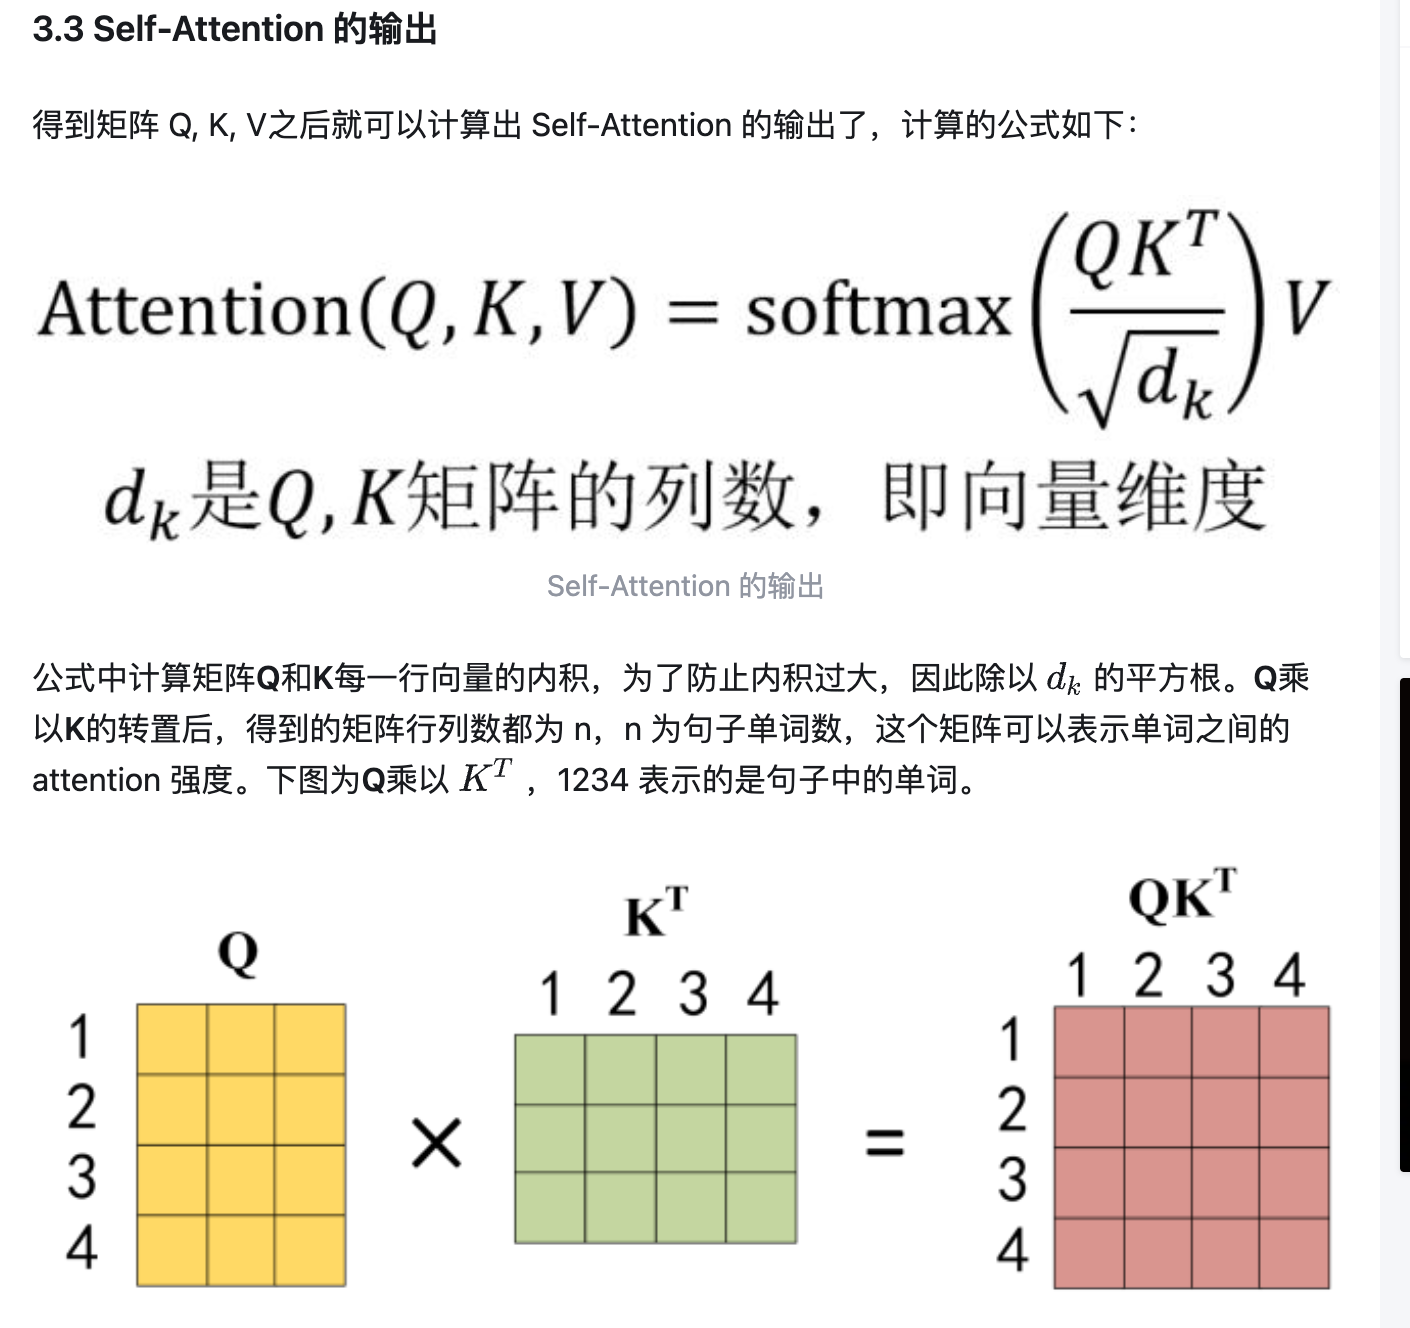 3.3 Self-Attention 的输出
得到矩阵 Q, K, V之后就可以计算出 Self-Attention 的输出了，计算的公式如下：
Attention(Q, K, V) = softmax(QK^T / √d_k) V
d_k是Q, K矩阵的列数，即向量维度
Self-Attention 的输出
公式中计算矩阵Q和K每一行向量的内积，为了防止内积过大，因此除以 d_k 的平方根。Q乘
以K的转置后，得到的矩阵行列数都为 n，n 为句子单词数，这个矩阵可以表示单词之间的
attention 强度。下图为Q乘以 K^T ，1234 表示的是句子中的单词。
Q
1
2
3
4
×
K^T
1 2 3 4
=
QK^T
1 2 3 4
1
2
3
4